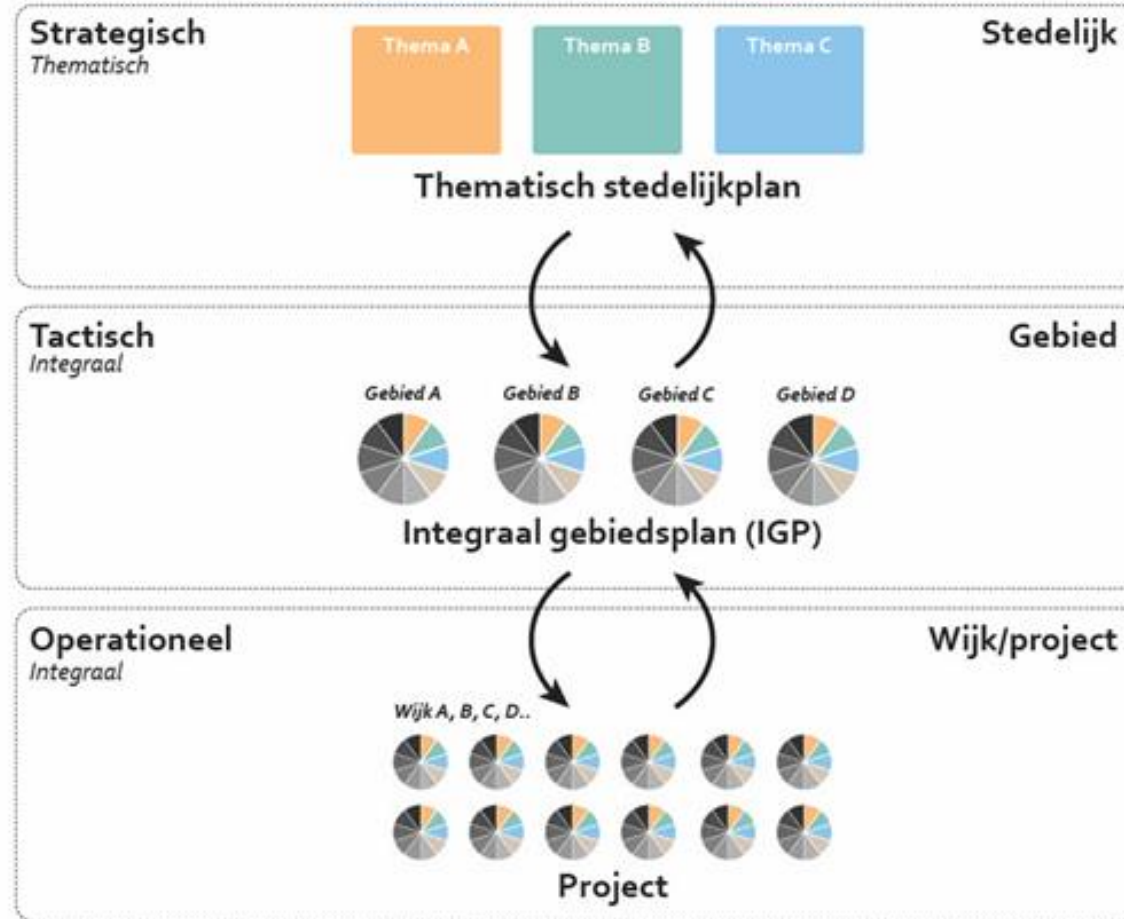 Strategisch
Thematisch
Stedelijk
Thema A
Thema B
Thema C
Thematisch stedelijkplan
Tactisch
Integraal
Gebied
Gebied A
Gebied B
Gebied C
Gebied D
Integraal gebiedsplan (IGP)
Operationeel
Integraal
Wijk/project
Wijk A, B, C, D..
Project